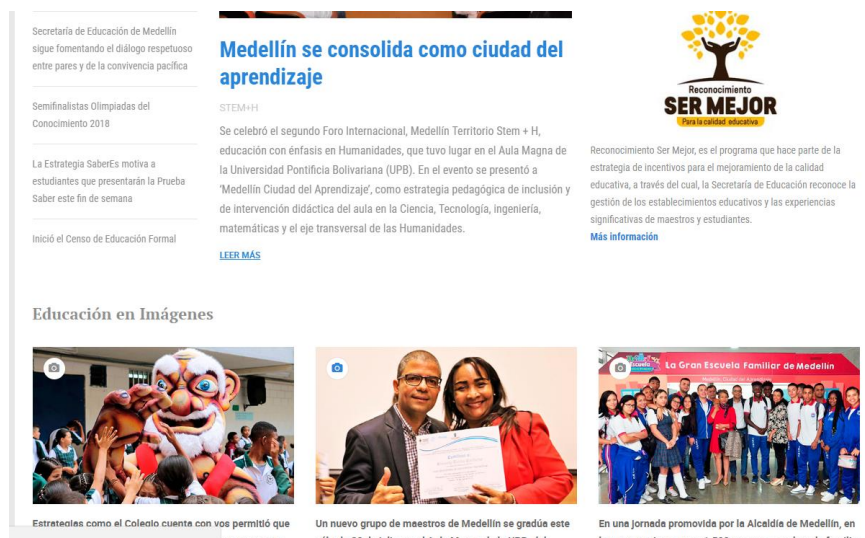 Secretaría de Educación de Medellín
sigue fomentando el diálogo respetuoso
entre pares y de la convivencia pacífica
Semifinalistas Olimpiadas del
Conocimiento 2018
La Estrategia SaberEs motiva a
estudiantes que presentarán la Prueba
Saber este fin de semana
Inició el Censo de Educación Formal
Medellín se consolida como ciudad del
aprendizaje
STEM+H
Se celebró el segundo Foro Internacional, Medellín Territorio Stem + H,
educación con énfasis en Humanidades, que tuvo lugar en el Aula Magna de
la Universidad Pontificia Bolivariana (UPB). En el evento se presentó a
‘Medellín Ciudad del Aprendizaje’, como estrategia pedagógica de inclusión y
de intervención didáctica del aula en la Ciencia, Tecnología, ingeniería,
matemáticas y el eje transversal de las Humanidades.
LEER MÁS
Reconocimiento
SER MEJOR
Para la calidad educativa
Reconocimiento Ser Mejor, es el programa que hace parte de la
estrategia de incentivos para el mejoramiento de la calidad
educativa, a través del cual, la Secretaría de Educación reconoce la
gestión de los establecimientos educativos y las experiencias
significativas de maestros y estudiantes.
Más información
Educación en Imágenes
La Gran Escuela Familiar de Medellín
Estrategias como el Colegio cuenta con vos permitió que
Un nuevo grupo de maestros de Medellín se gradúa este
En una jornada promovida por la Alcaldía de Medellín, en